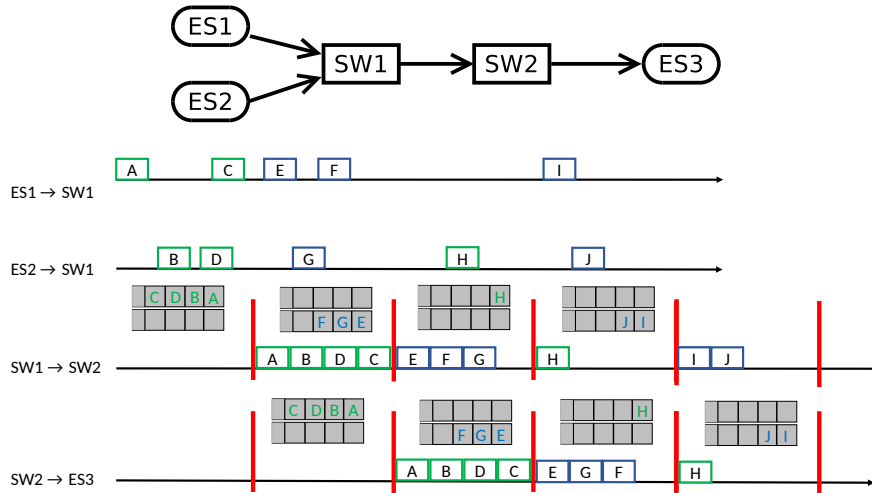 ES1
SW1 SW2 ES3
ES2
A C E F I
ES1 → SW1
B D G H J
ES2 → SW1
C D B A H
F G E J I
SW1 → SW2 A B D C E F G H I J
C D B A H
F G E J I
SW2 → ES3 A B D C E G F H